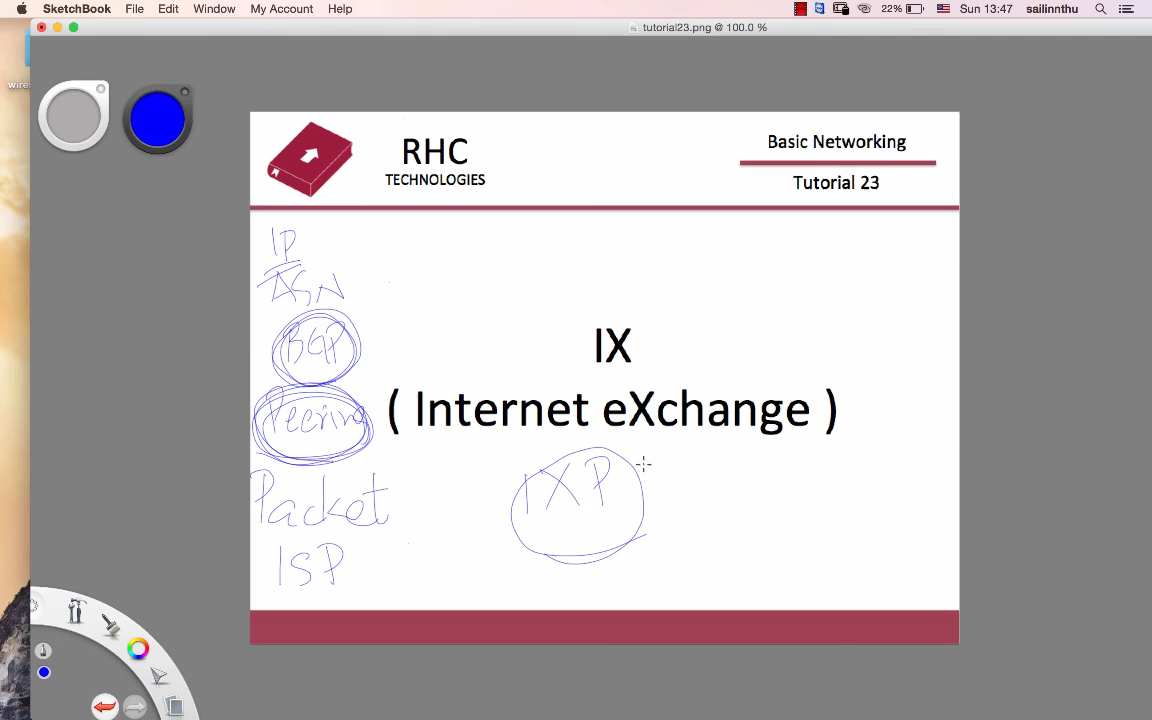 SketchBook File Edit Window My Account Help 22% Sun 13:47 sailinnthu
tutorial23.png @ 100.0 %
wires
RHC
TECHNOLOGIES
Basic Networking
Tutorial 23
IP
ASN
BGP
Peering
Packet
ISP
IX
( Internet eXchange )
IXP